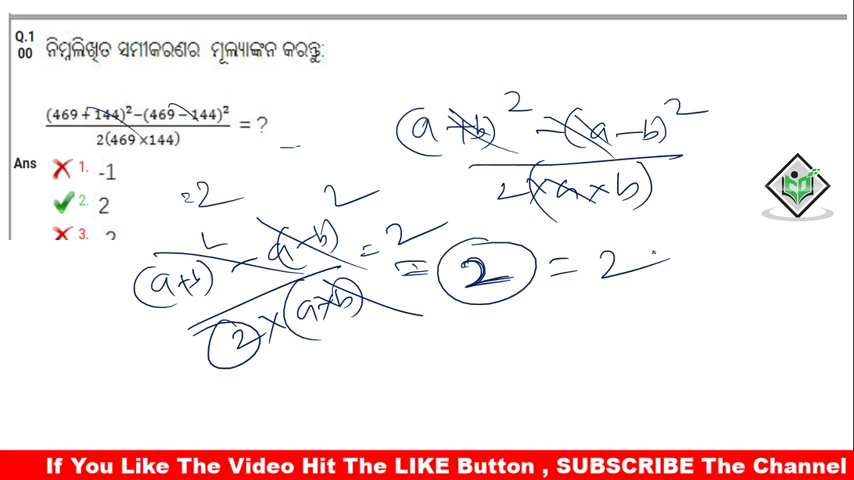 Q.1
00 ନିମ୍ନଲିଖିତ ସମୀକରଣର ମୂଲ୍ୟାଙ୍କନ କରନ୍ତୁ:
(469 + 144)² − (469 − 144)² / 2(469 × 144) = ?
Ans 1. -1
2. 2
3.
(a + b)² − (a − b)² / 2(× a × b)
= 2 2
(a+b) − (a − b) = 2 / 2 × (a × b) = 2 = 2
If You Like The Video Hit The LIKE Button , SUBSCRIBE The Channel